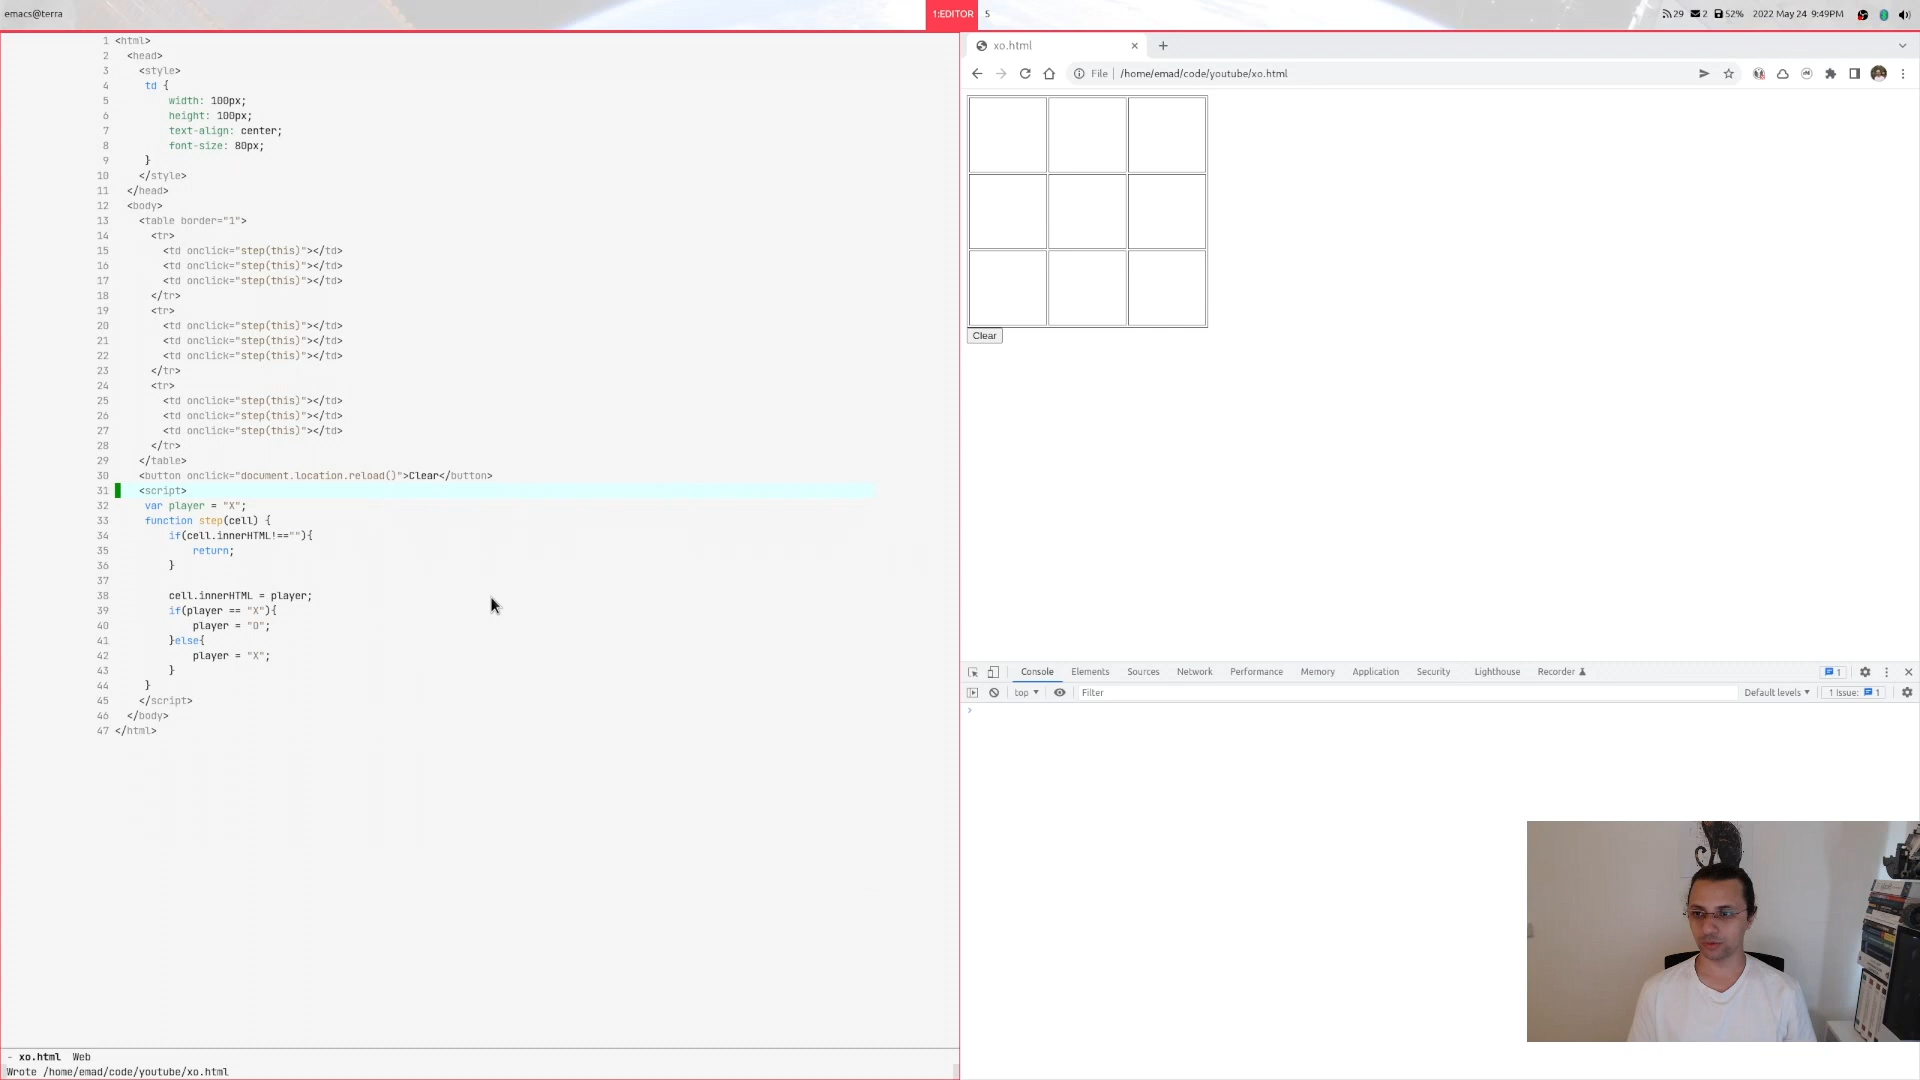 emacs@terra
1:EDITOR 5
29 2 52% 2022 May 24 9:49PM
1 <html>
2 <head>
3 <style>
4 td {
5 width: 100px;
6 height: 100px;
7 text-align: center;
8 font-size: 80px;
9 }
10 </style>
11 </head>
12 <body>
13 <table border="1">
14 <tr>
15 <td onclick="step(this)"></td>
16 <td onclick="step(this)"></td>
17 <td onclick="step(this)"></td>
18 </tr>
19 <tr>
20 <td onclick="step(this)"></td>
21 <td onclick="step(this)"></td>
22 <td onclick="step(this)"></td>
23 </tr>
24 <tr>
25 <td onclick="step(this)"></td>
26 <td onclick="step(this)"></td>
27 <td onclick="step(this)"></td>
28 </tr>
29 </table>
30 <button onclick="document.location.reload()">Clear</button>
31 <script>
32 var player = "X";
33 function step(cell) {
34 if(cell.innerHTML!==""){
35 return;
36 }
37
38 cell.innerHTML = player;
39 if(player == "X"){
40 player = "O";
41 }else{
42 player = "X";
43 }
44 }
45 </script>
46 </body>
47 </html>
- xo.html Web
Wrote /home/emad/code/youtube/xo.html
xo.html
File /home/emad/code/youtube/xo.html
Clear
Console Elements Sources Network Performance Memory Application Security Lighthouse Recorder 1
top Filter Default levels 1 Issue: 1